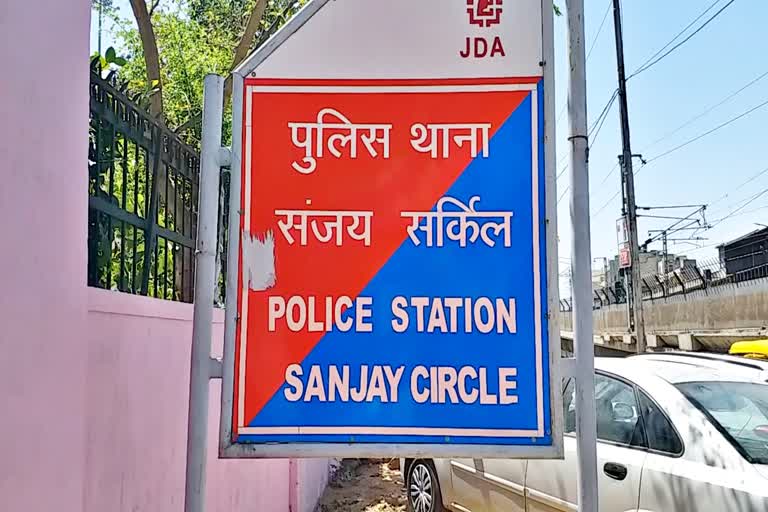 JDA
पुलिस थाना
संजय सर्किल
POLICE STATION
SANJAY CIRCLE